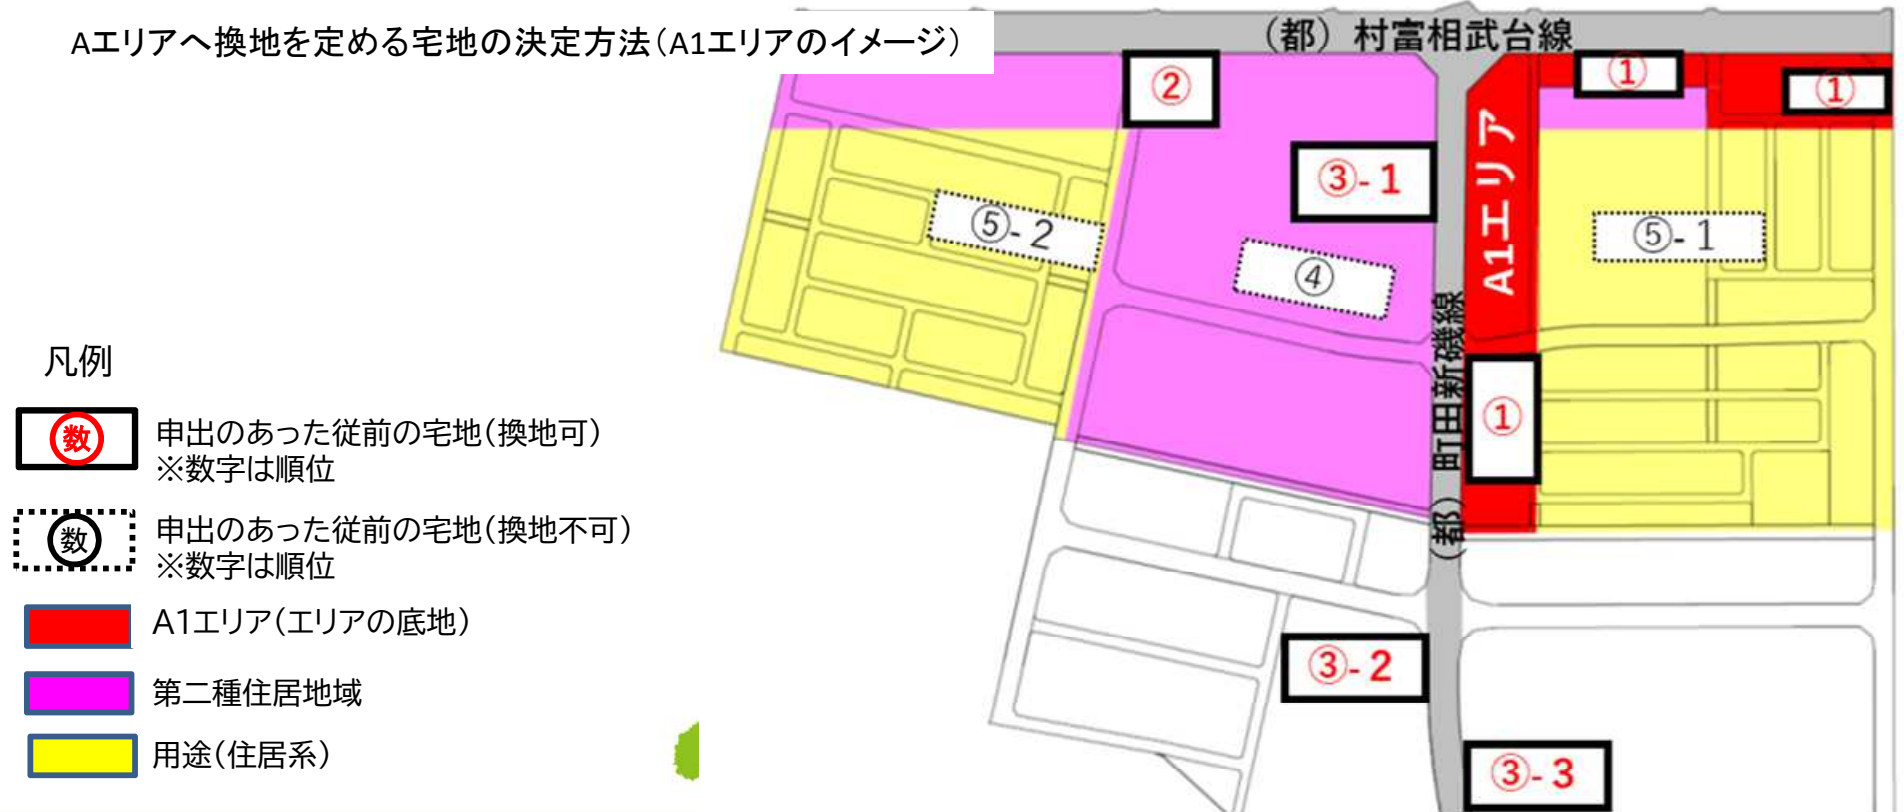 Aエリアへ換地を定める宅地の決定方法(A1エリアのイメージ)
(都) 村富相武台線
②
①
①
③-1
A1エリア
⑤-2
⑤-1
④
(都) 町田新磯線
①
③-2
③-3
凡例
数
申出のあった従前の宅地(換地可)
※数字は順位
数
申出のあった従前の宅地(換地不可)
※数字は順位
A1エリア(エリアの底地)
第二種住居地域
用途(住居系)